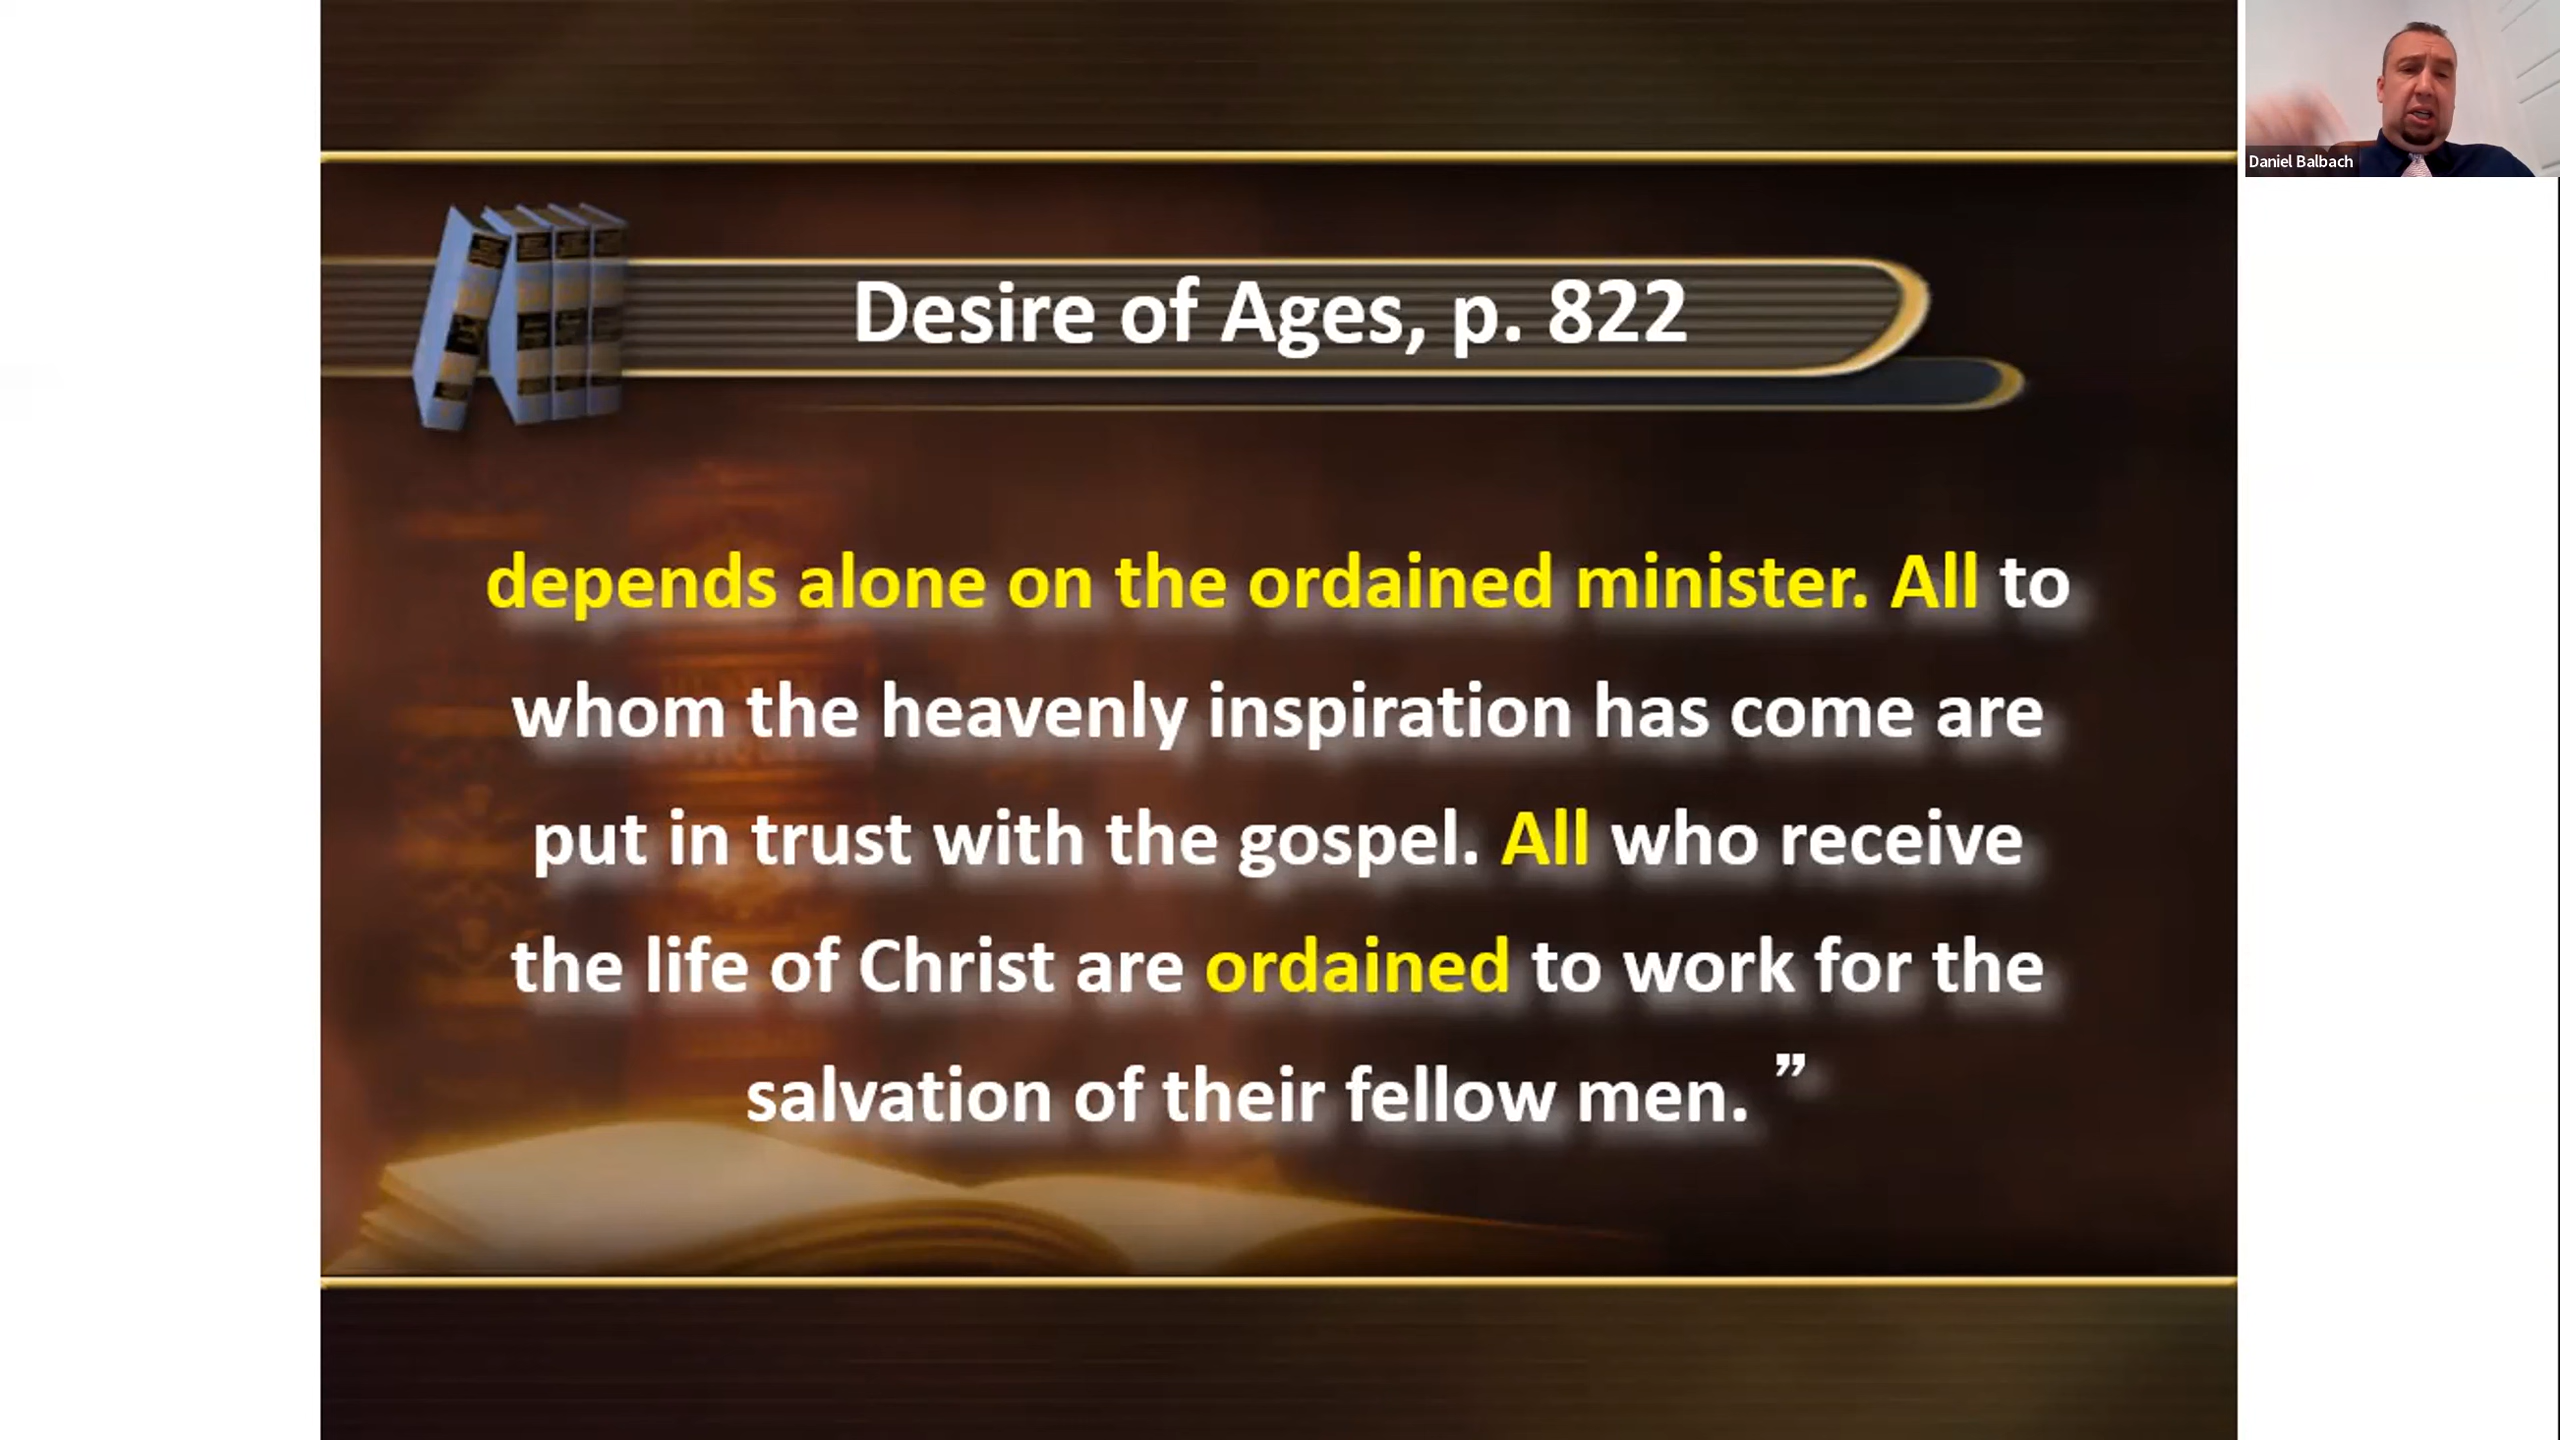 Desire of Ages, p. 822
depends alone on the ordained minister. All to
whom the heavenly inspiration has come are
put in trust with the gospel. All who receive
the life of Christ are ordained to work for the
salvation of their fellow men. ”
Daniel Balbach